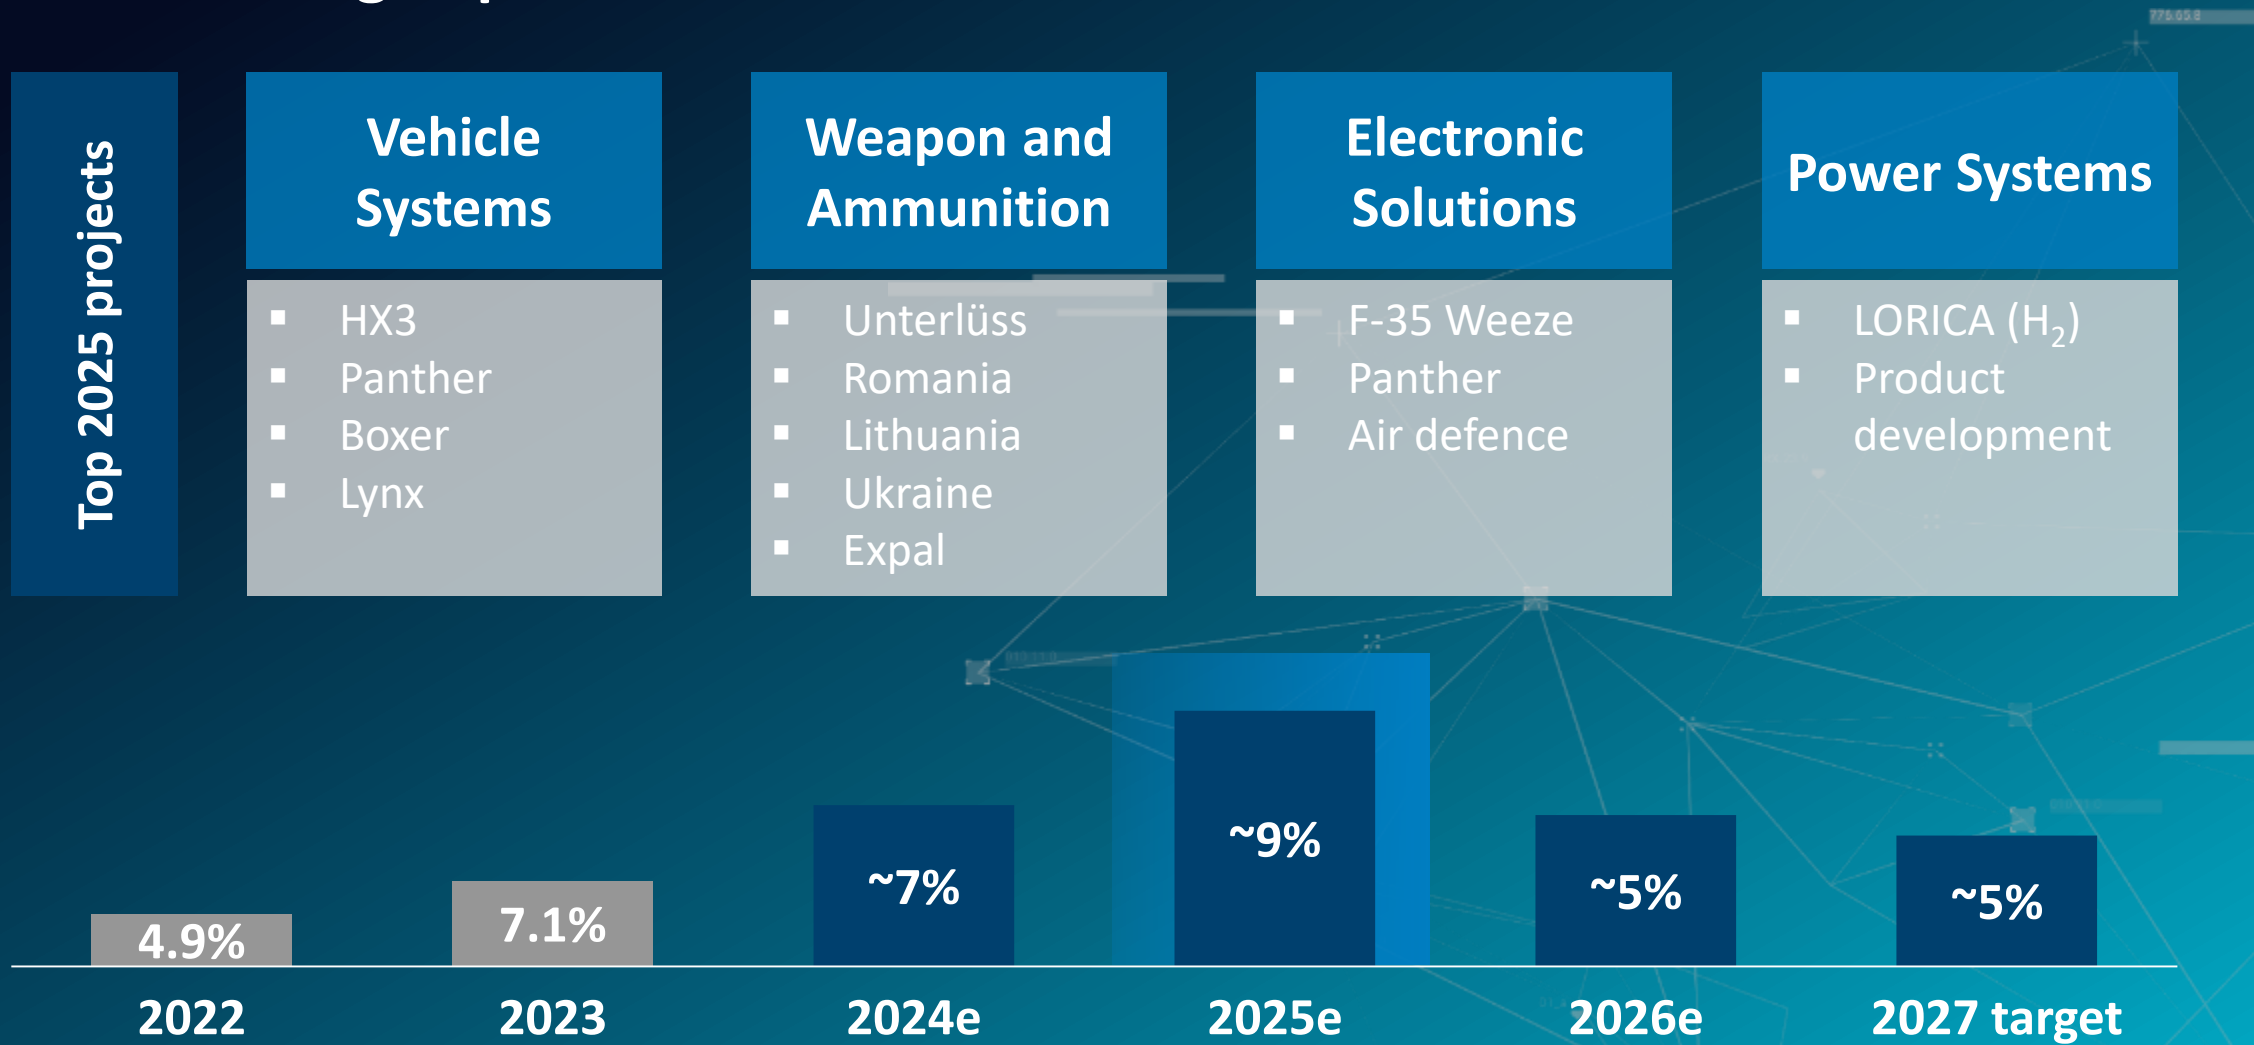 Top 2025 projects
Vehicle
Systems
▪ HX3
▪ Panther
▪ Boxer
▪ Lynx
Weapon and
Ammunition
▪ Unterlüss
▪ Romania
▪ Lithuania
▪ Ukraine
▪ Expal
Electronic
Solutions
▪ F-35 Weeze
▪ Panther
▪ Air defence
Power Systems
▪ LORICA (H₂)
▪ Product
development
4.9%
7.1%
~7%
~9%
~5%
~5%
2022
2023
2024e
2025e
2026e
2027 target